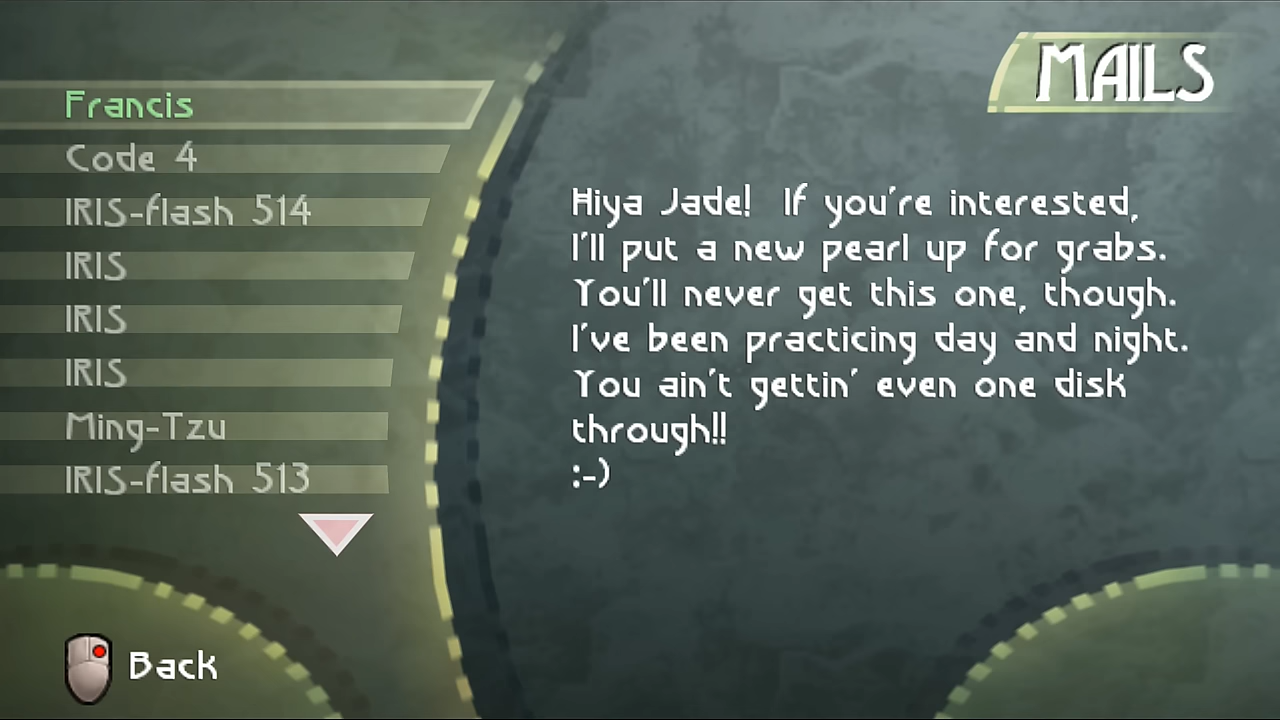 MAILS
Francis
Code 4
IRIS-flash 514
IRIS
IRIS
IRIS
Ming-Tzu
IRIS-flash 513
Hiya Jade! If you're interested,
I'll put a new pearl up for grabs.
You'll never get this one, though.
I've been practicing day and night.
You ain't gettin' even one disk
through!!
:-)
Back